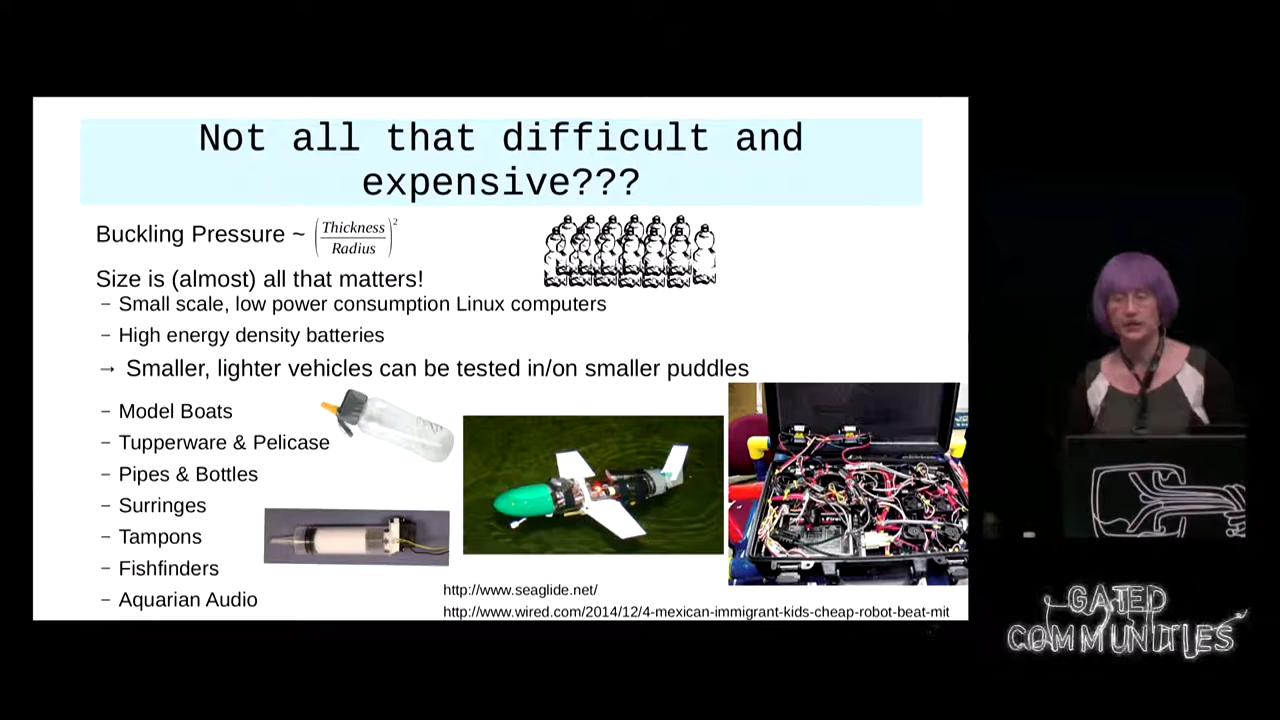 Not all that difficult and
expensive???
Buckling Pressure ~ (Thickness/Radius)²
Size is (almost) all that matters!
– Small scale, low power consumption Linux computers
– High energy density batteries
→ Smaller, lighter vehicles can be tested in/on smaller puddles
– Model Boats
– Tupperware & Pelicase
– Pipes & Bottles
– Surringes
– Tampons
– Fishfinders
– Aquarian Audio
http://www.seaglide.net/
http://www.wired.com/2014/12/4-mexican-immigrant-kids-cheap-robot-beat-mit
GATED
COMMUNITIES